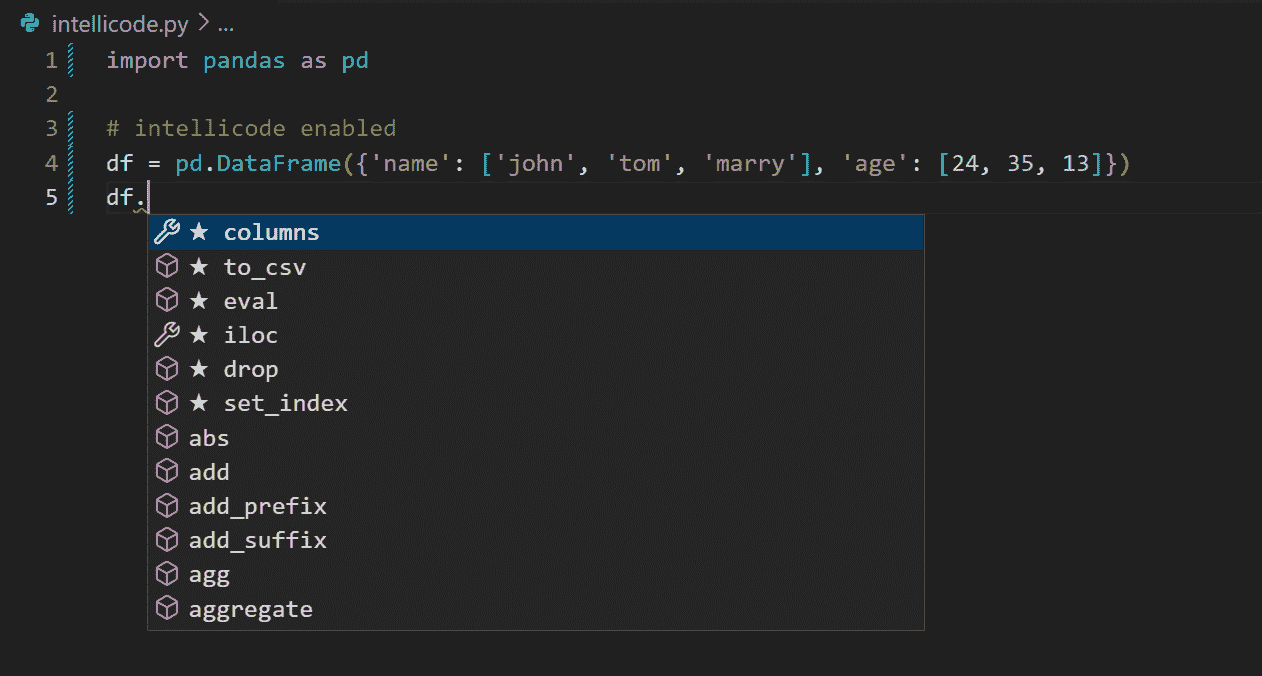 intellicode.py > ...
1 import pandas as pd
2
3 # intellicode enabled
4 df = pd.DataFrame({'name': ['john', 'tom', 'marry'], 'age': [24, 35, 13]})
5 df.
★ columns
★ to_csv
★ eval
★ iloc
★ drop
★ set_index
abs
add
add_prefix
add_suffix
agg
aggregate